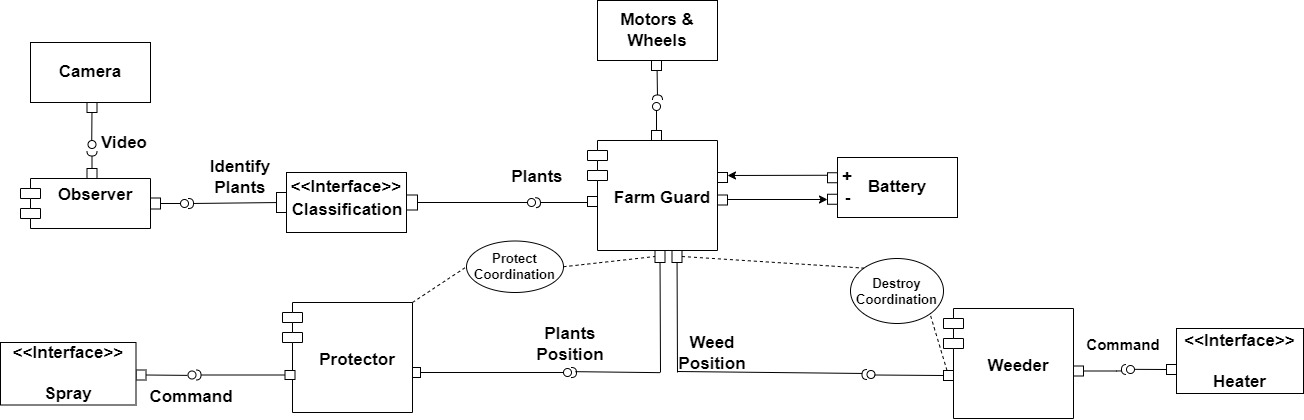 Motors &
Wheels
Camera
Video
Identify
Plants
Observer
<<Interface>>
Classification
Plants
Farm Guard
+
-
Battery
Protect
Coordination
Destroy
Coordination
<<Interface>>
Spray
Command
Protector
Plants
Position
Weed
Position
Weeder
Command
<<Interface>>
Heater